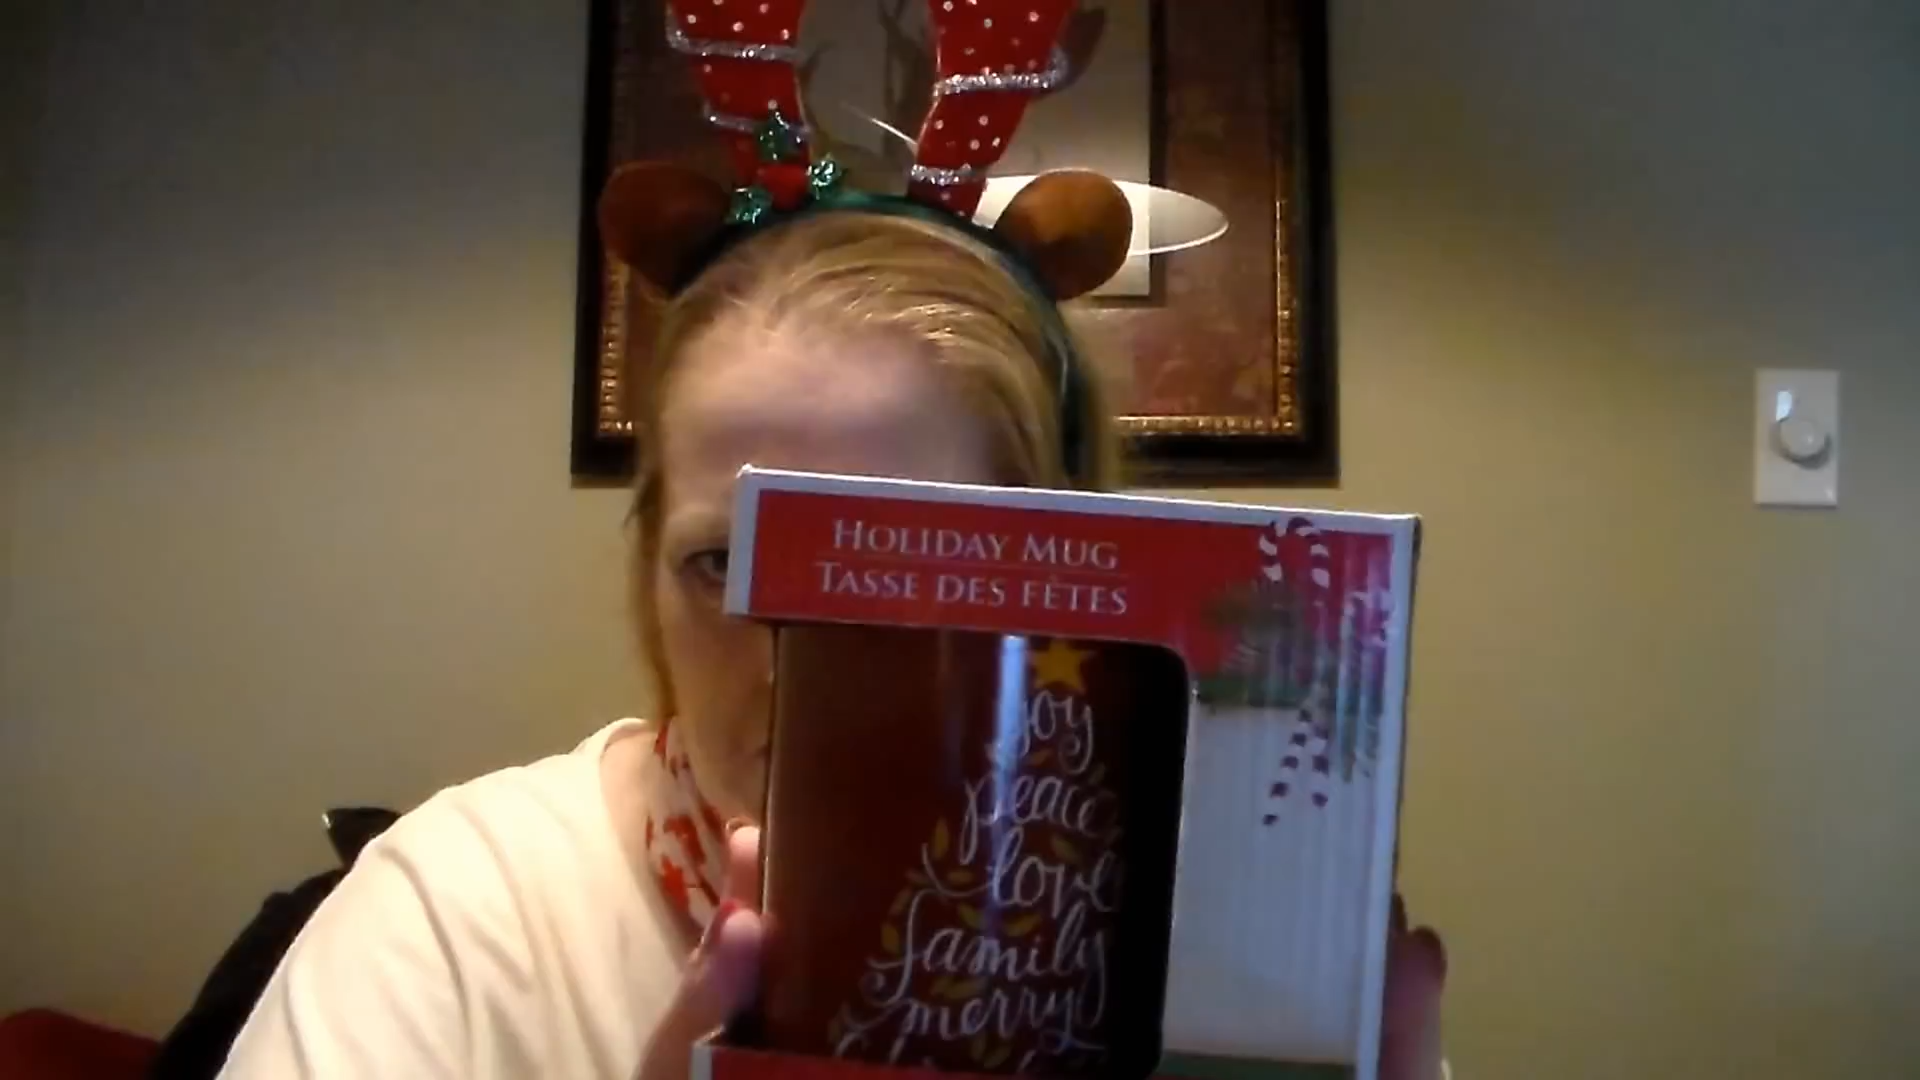 HOLIDAY MUG
TASSE DES FÊTES
joy
peace
love
family
merry